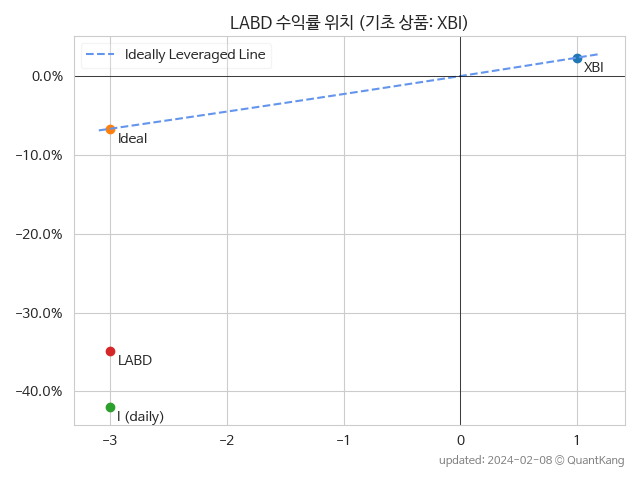 LABD 수익률 위치 (기초 상품: XBI)
Ideally Leveraged Line
XBI
Ideal
LABD
I (daily)
0.0%
-10.0%
-20.0%
-30.0%
-40.0%
-3 -2 -1 0 1
updated: 2024-02-08 © QuantKang